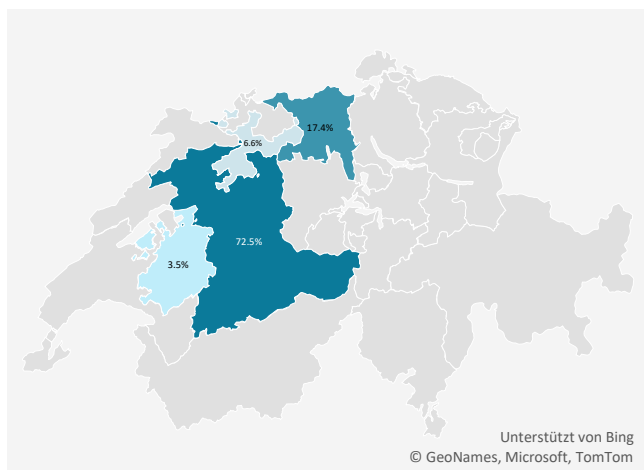 17.4%
6.6%
72.5%
3.5%
Unterstützt von Bing
© GeoNames, Microsoft, TomTom